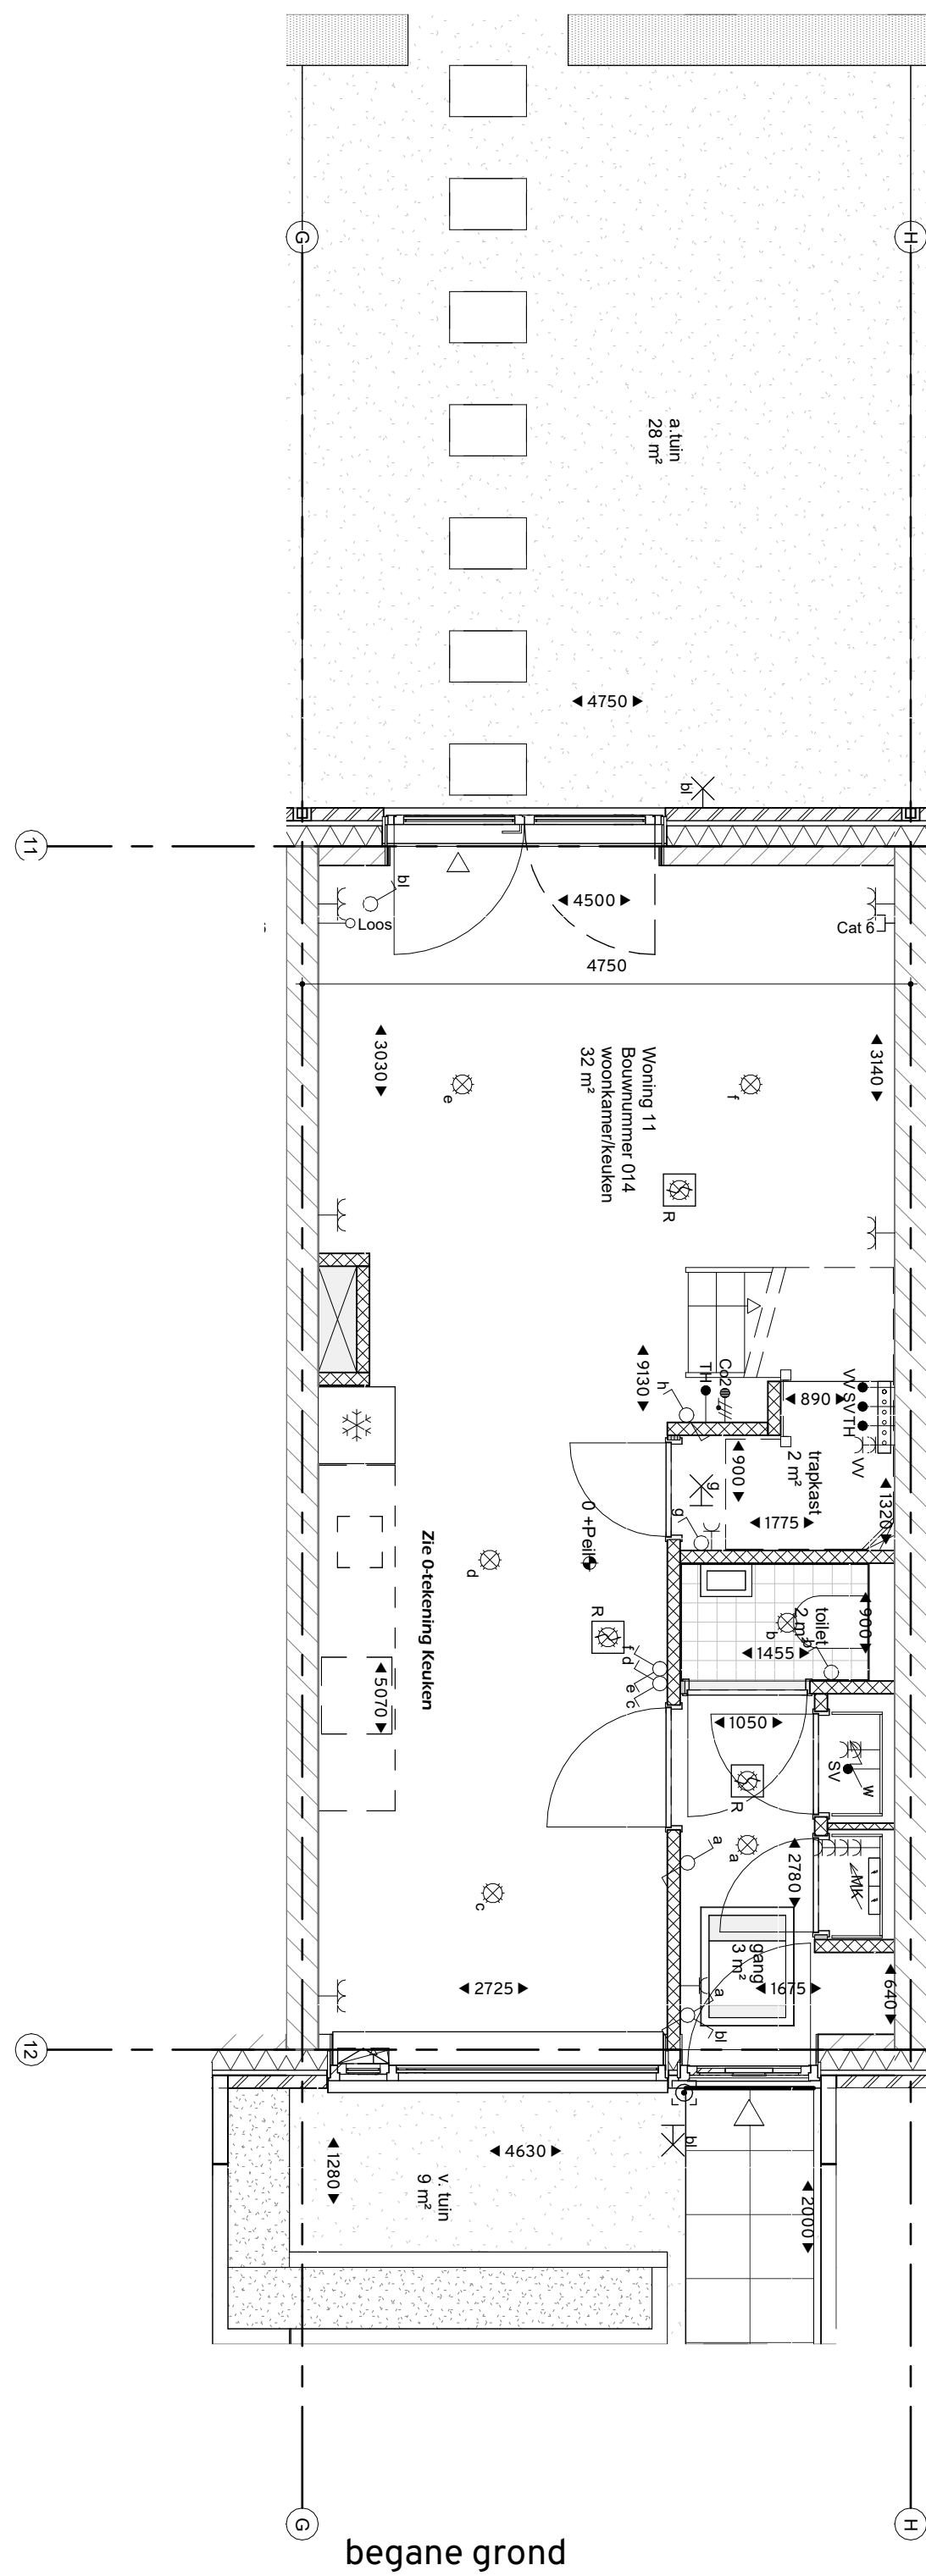 G
H
a.tuin
28 m²
4750
bl
11
bl
4500
Loos
Cat 6
4750
3030
3140
Woning 11
Bouwnummer 014
woonkamer/keuken
32 m²
e
f
R
9130
TH
Co2
h
VV
SV
TH
890
VV
trapkast
2 m²
900
g
g
1775
1320
0 +Peil
Zie 0-tekening Keuken
d
R
f
d
e
c
toilet
2 m²
b
b
900
1455
5070
1050
R
SV
W
a
a
2780
MK
c
gang
3 m²
2725
a
1675
640
bl
12
bl
4630
1280
v. tuin
9 m²
2000
G
H
begane grond